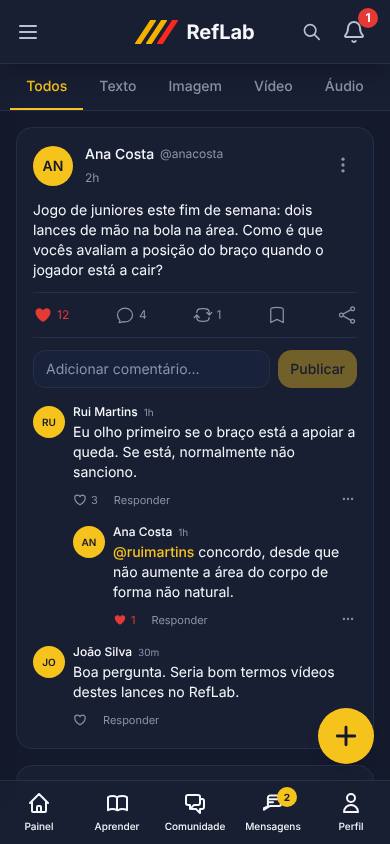 RefLab
1
Todos Texto Imagem Vídeo Áudio
AN
Ana Costa @anacosta
2h
Jogo de juniores este fim de semana: dois
lances de mão na bola na área. Como é que
vocês avaliam a posição do braço quando o
jogador está a cair?
12 4 1
Adicionar comentário... Publicar
RU
Rui Martins 1h
Eu olho primeiro se o braço está a apoiar a
queda. Se está, normalmente não
sanciono.
3 Responder
AN
Ana Costa 1h
@ruimartins concordo, desde que
não aumente a área do corpo de
forma não natural.
1 Responder
JO
João Silva 30m
Boa pergunta. Seria bom termos vídeos
destes lances no RefLab.
Responder
2
Painel Aprender Comunidade Mensagens Perfil